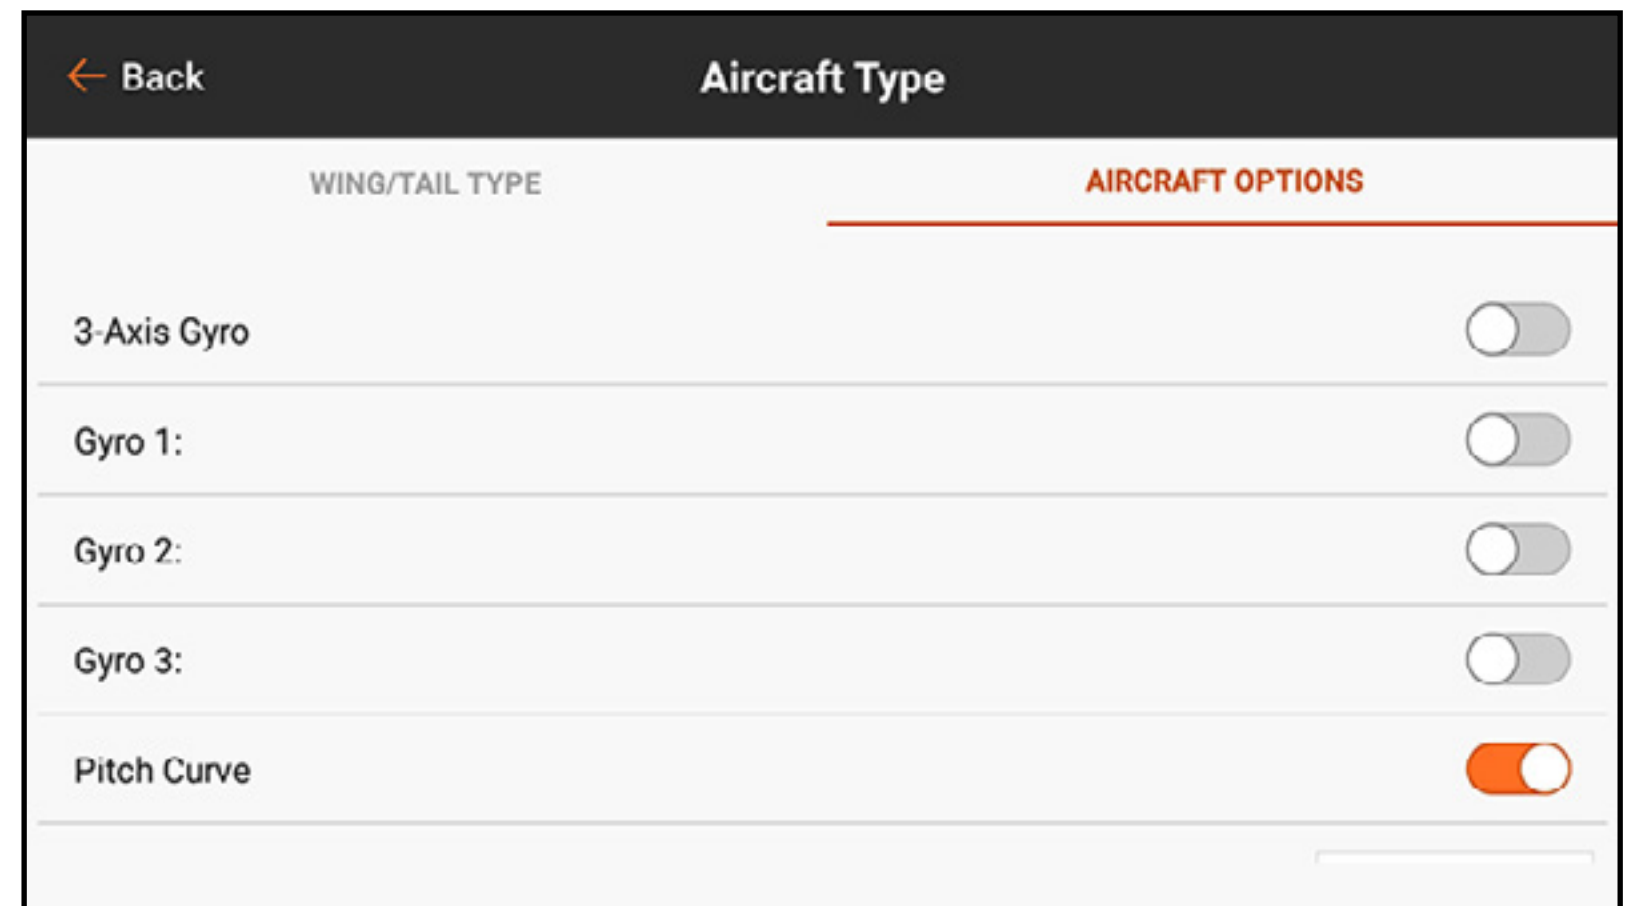 ← Back
Aircraft Type
WING/TAIL TYPE
AIRCRAFT OPTIONS
3-Axis Gyro
Gyro 1:
Gyro 2:
Gyro 3:
Pitch Curve